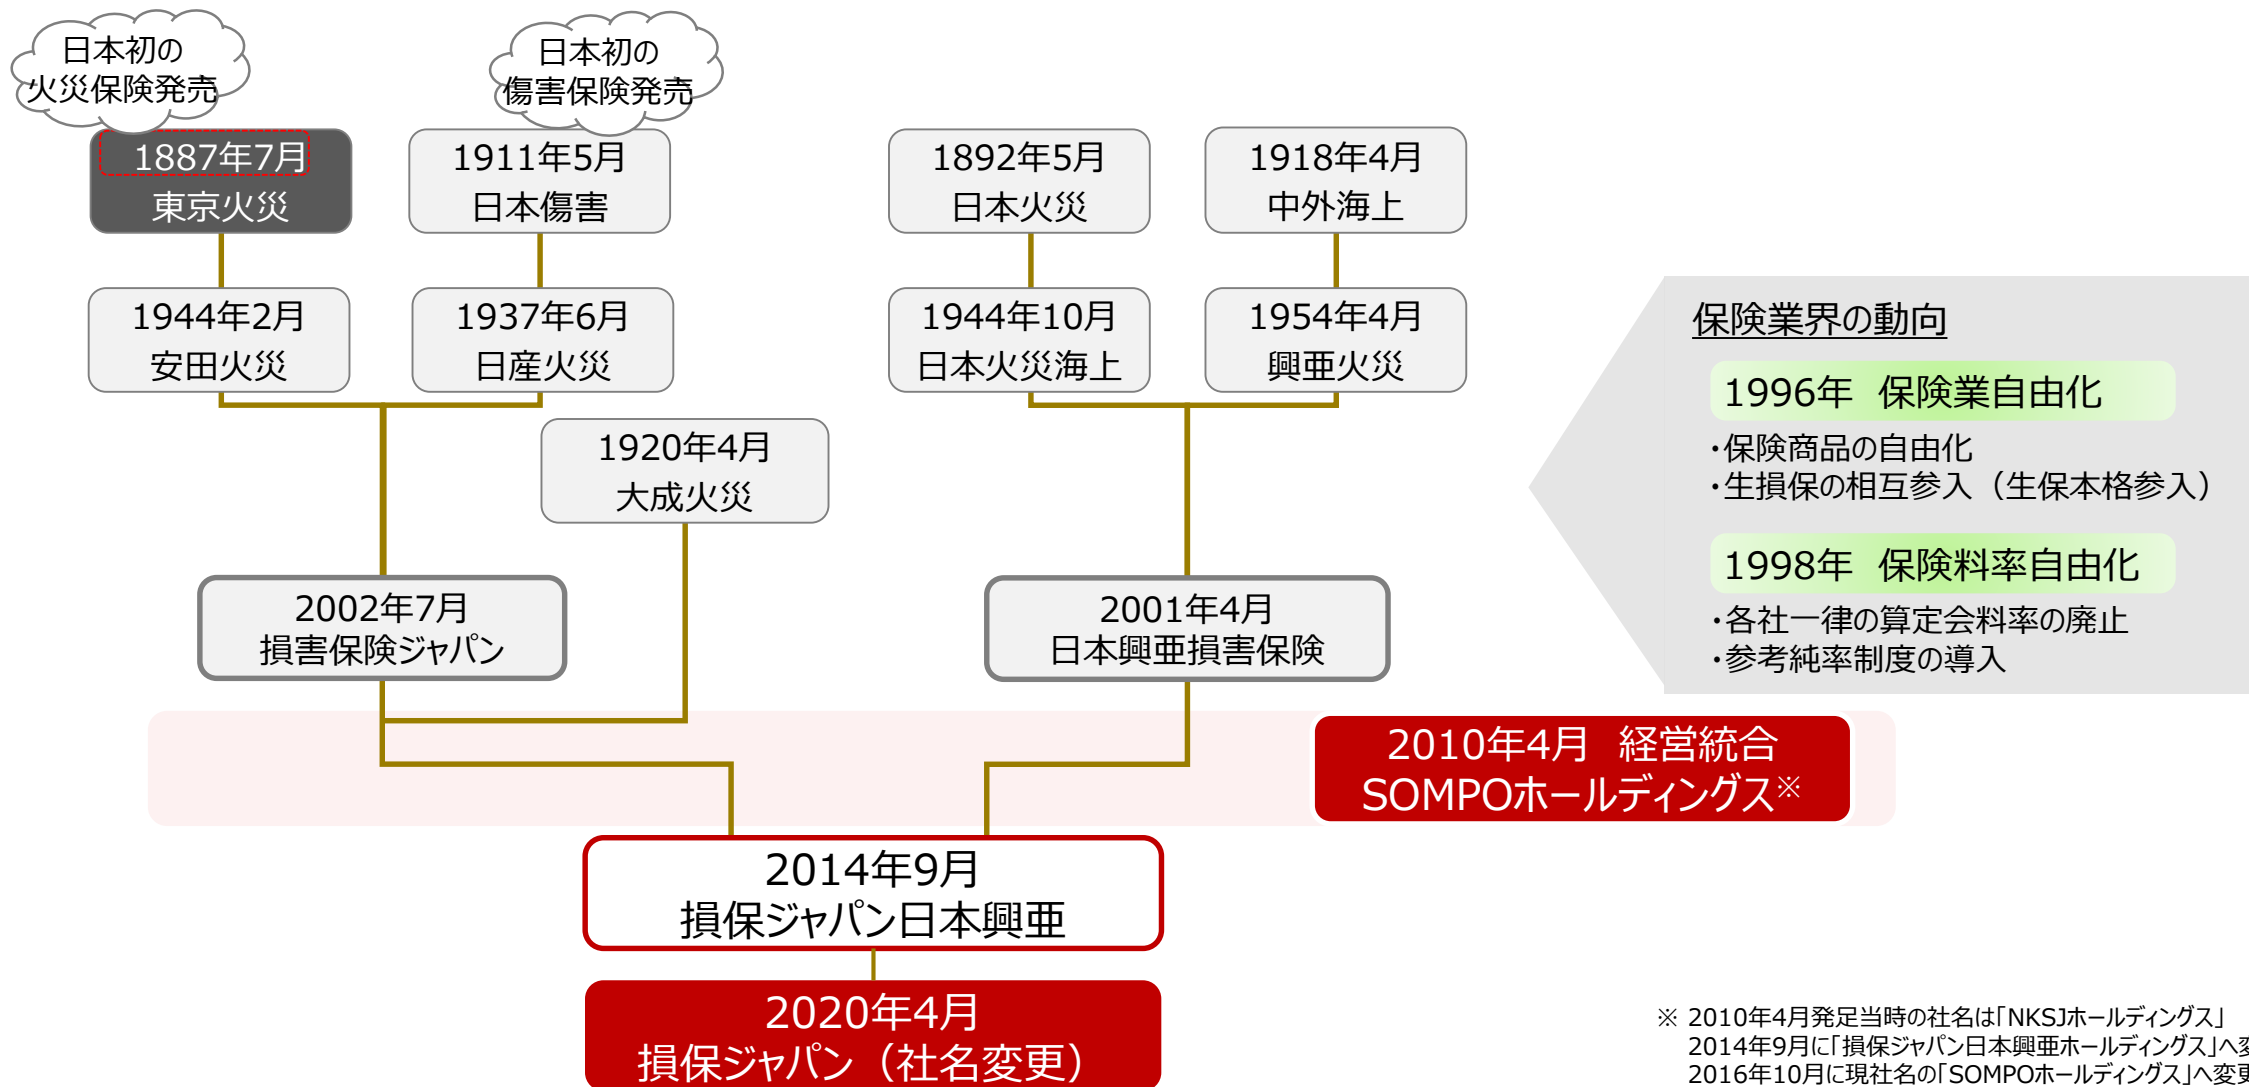 日本初の
火災保険発売
日本初の
傷害保険発売
1887年7月
東京火災
1911年5月
日本傷害
1892年5月
日本火災
1918年4月
中外海上
1944年2月
安田火災
1937年6月
日産火災
1944年10月
日本火災海上
1954年4月
興亜火災
1920年4月
大成火災
2002年7月
損害保険ジャパン
2001年4月
日本興亜損害保険
保険業界の動向
1996年 保険業自由化
・保険商品の自由化
・生損保の相互参入（生保本格参入）
1998年 保険料率自由化
・各社一律の算定会料率の廃止
・参考純率制度の導入
2010年4月 経営統合
SOMPOホールディングス※
2014年9月
損保ジャパン日本興亜
2020年4月
損保ジャパン（社名変更）
※ 2010年4月発足当時の社名は「NKSJホールディングス」
2014年9月に「損保ジャパン日本興亜ホールディングス」へ変
2016年10月に現社名の「SOMPOホールディングス」へ変更